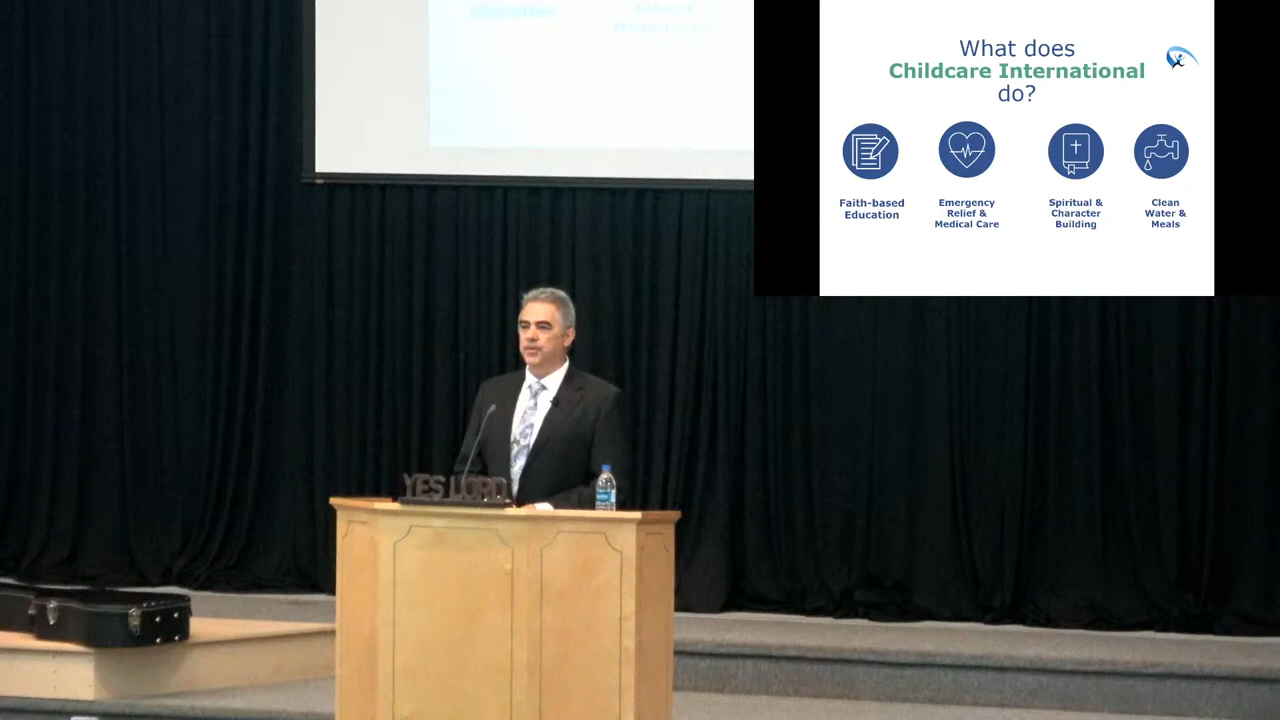 Education
What does
Childcare International
do?
Faith-based
Education
Emergency
Relief &
Medical Care
Spiritual &
Character
Building
Clean
Water &
Meals
YES LORD